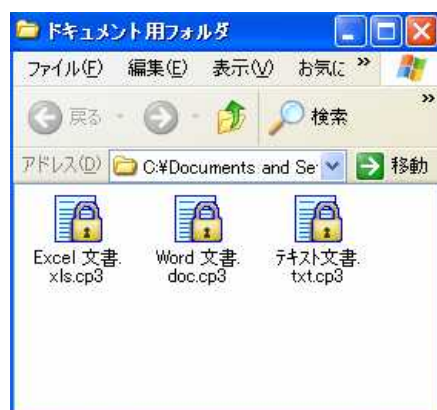 ドキュメント用フォルダ
ファイル(F) 編集(E) 表示(V) お気に »
戻る 検索 »
アドレス(D) C:¥Documents and Se 移動
Excel 文書. Word 文書. テキスト文書.
xls.cp3 doc.cp3 txt.cp3